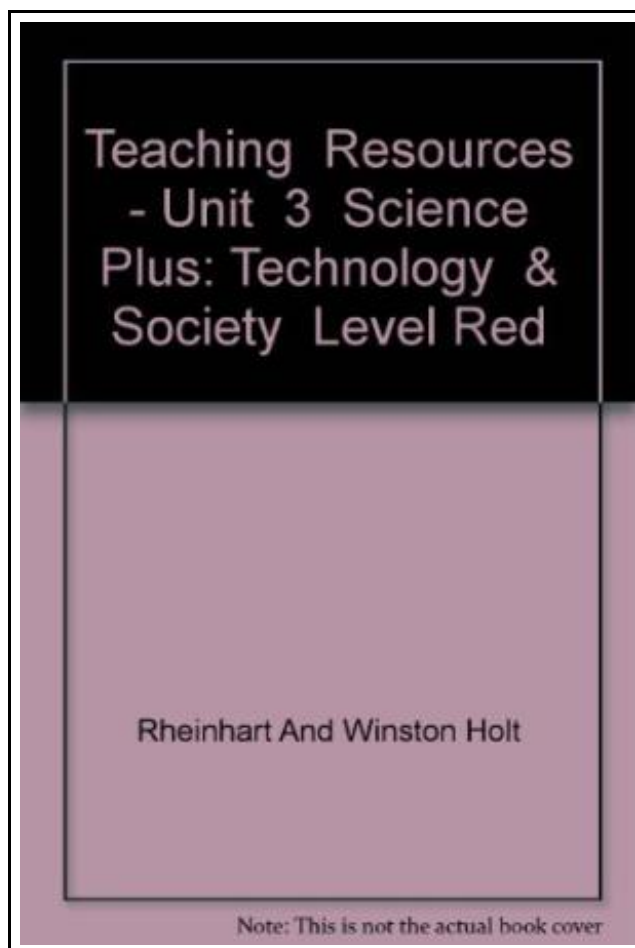 Teaching Resources
- Unit 3 Science
Plus: Technology &
Society Level Red
Rheinhart And Winston Holt
Note: This is not the actual book cover